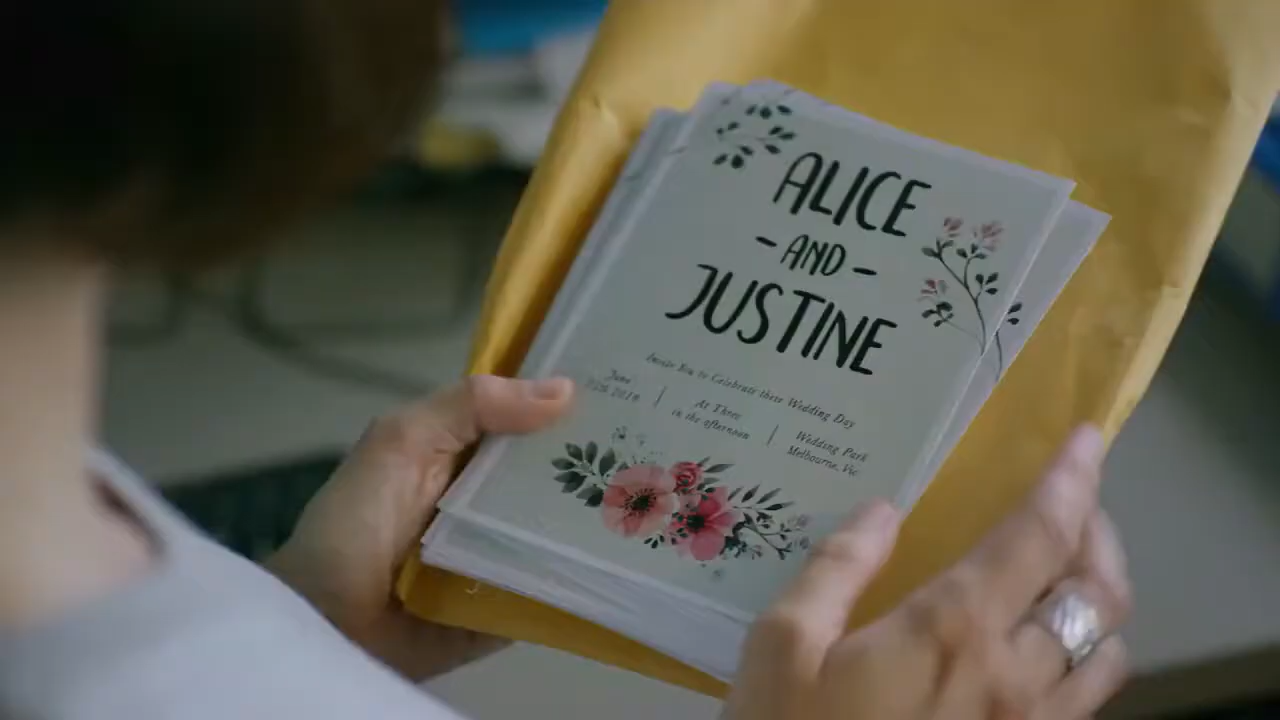 ALICE
- AND -
JUSTINE
Invite You to Celebrate their Wedding Day
June
At Three
in the afternoon
Wedding Park
Melbourne, Vic